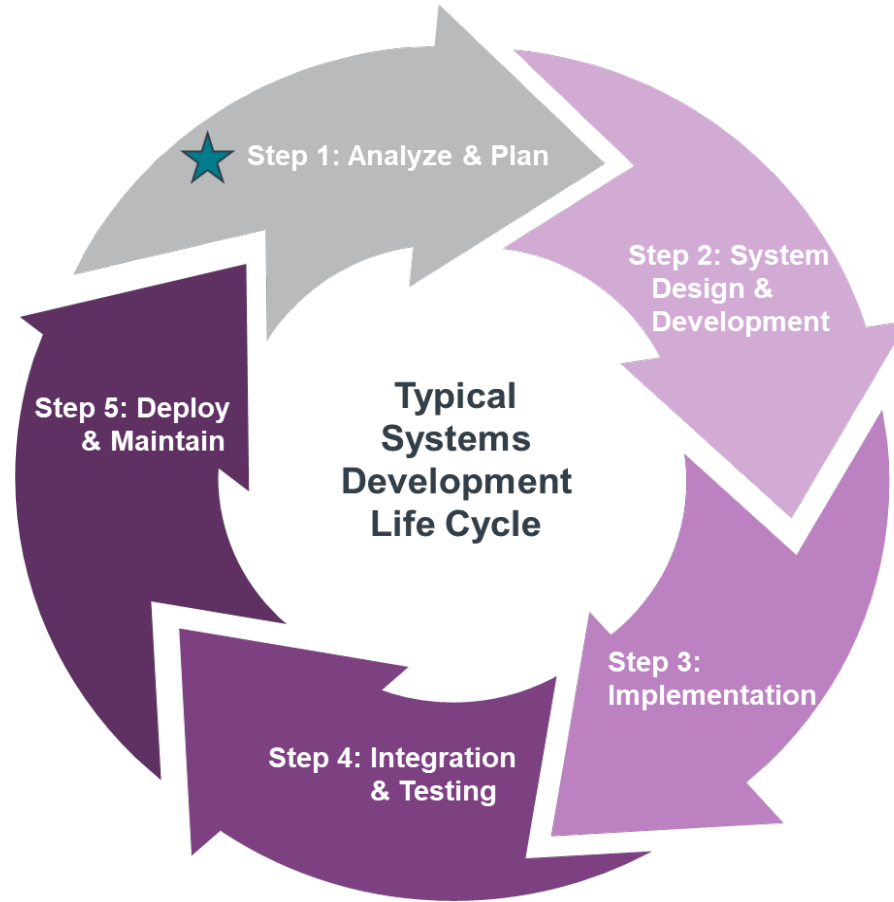 Step 1: Analyze & Plan
Step 2: System
Design &
Development
Step 3:
Implementation
Step 4: Integration
& Testing
Step 5: Deploy
& Maintain
Typical
Systems
Development
Life Cycle